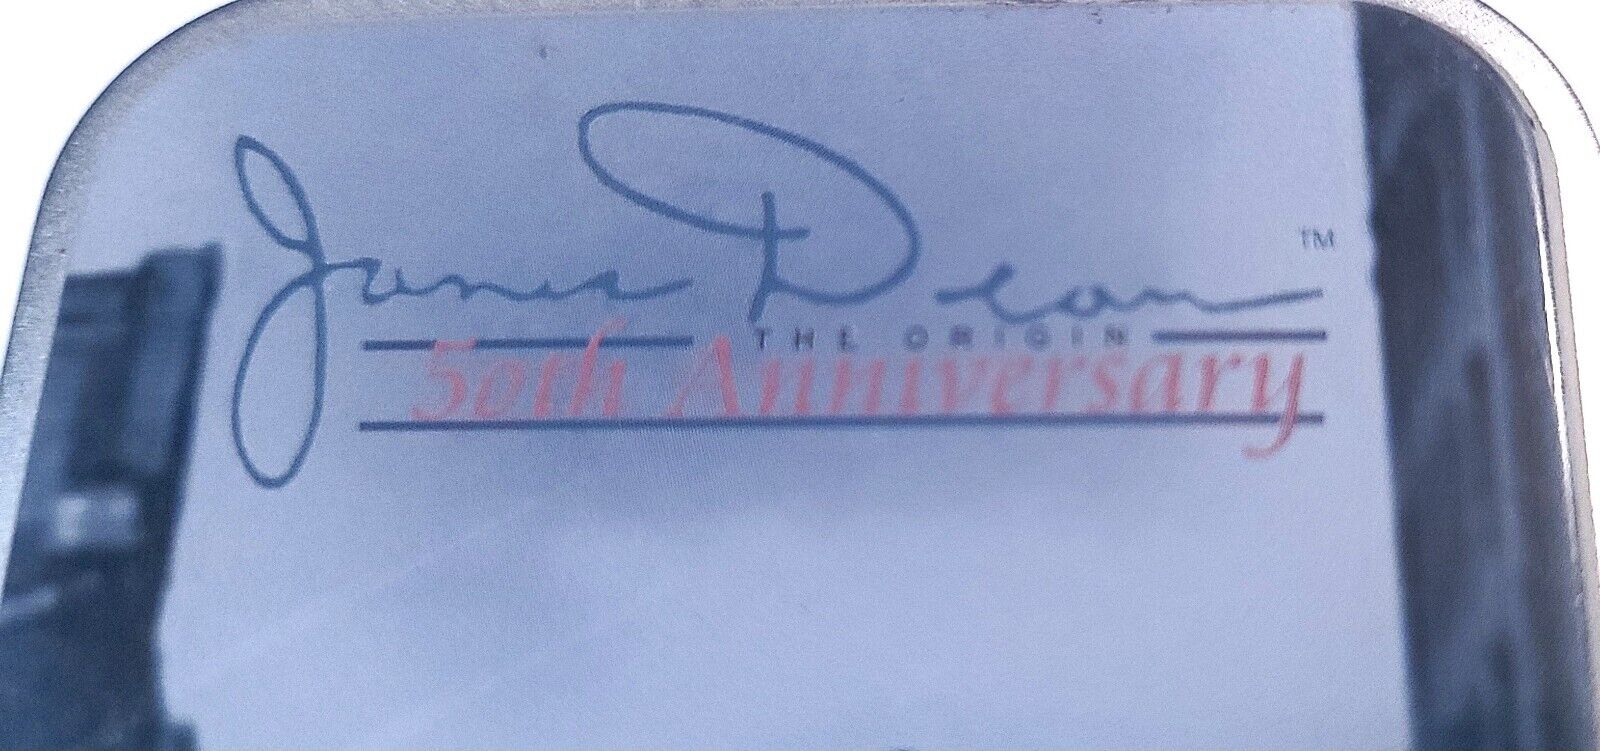 James Dean ™
THE ORIGIN
50th Anniversary